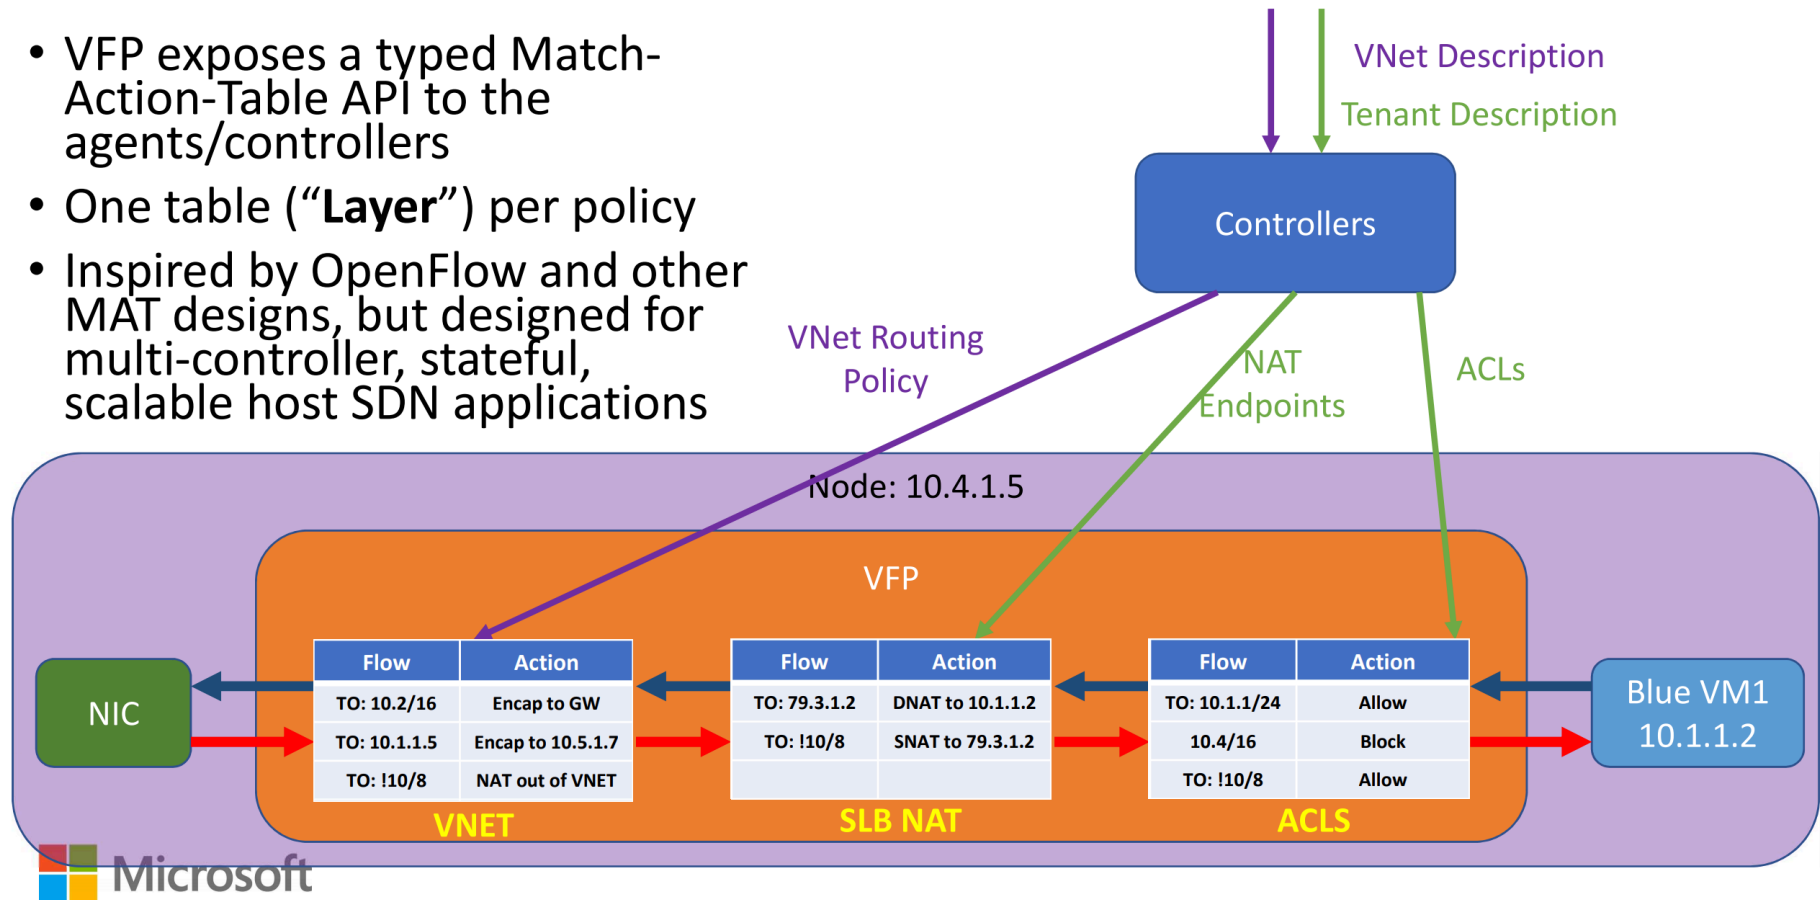 • VFP exposes a typed Match-
Action-Table API to the
agents/controllers
• One table (“Layer”) per policy
• Inspired by OpenFlow and other
MAT designs, but designed for
multi-controller, stateful,
scalable host SDN applications
VNet Description
Tenant Description
Controllers
VNet Routing
Policy
NAT
Endpoints
ACLs
Node: 10.4.1.5
VFP
NIC
Flow Action
TO: 10.2/16 Encap to GW
TO: 10.1.1.5 Encap to 10.5.1.7
TO: !10/8 NAT out of VNET
VNET
Flow Action
TO: 79.3.1.2 DNAT to 10.1.1.2
TO: !10/8 SNAT to 79.3.1.2
SLB NAT
Flow Action
TO: 10.1.1/24 Allow
10.4/16 Block
TO: !10/8 Allow
ACLS
Blue VM1
10.1.1.2
Microsoft